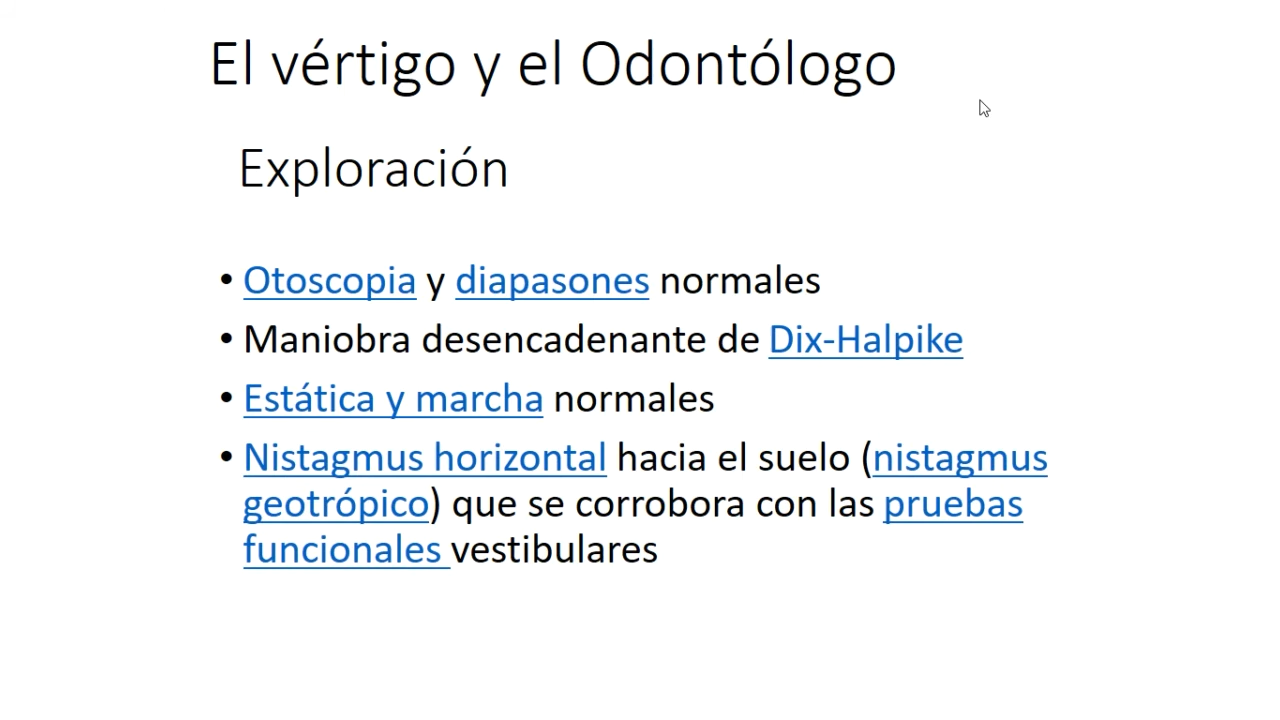 El vértigo y el Odontólogo
Exploración
• Otoscopia y diapasones normales
• Maniobra desencadenante de Dix-Halpike
• Estática y marcha normales
• Nistagmus horizontal hacia el suelo (nistagmus
geotrópico) que se corrobora con las pruebas
funcionales vestibulares